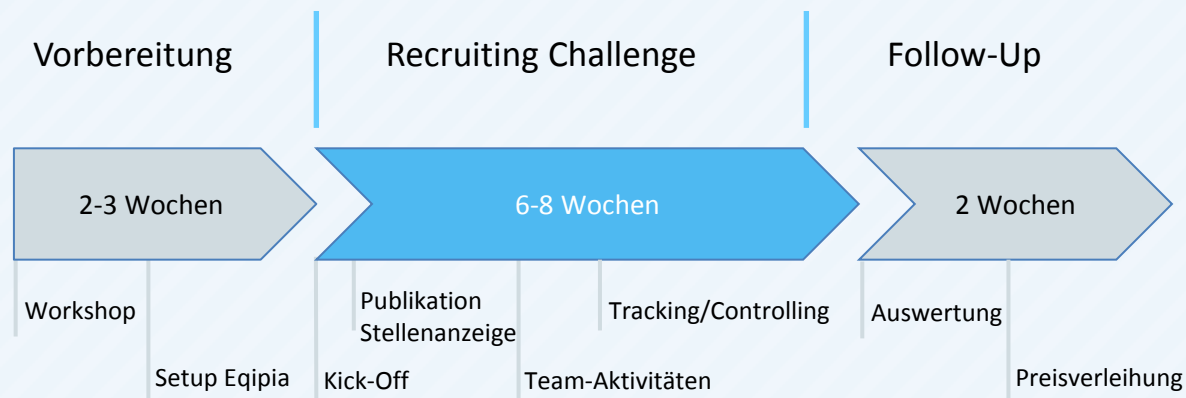 Vorbereitung
Recruiting Challenge
Follow-Up
2-3 Wochen
6-8 Wochen
2 Wochen
Workshop
Setup Eqipia
Kick-Off
Publikation
Stellenanzeige
Team-Aktivitäten
Tracking/Controlling
Auswertung
Preisverleihung